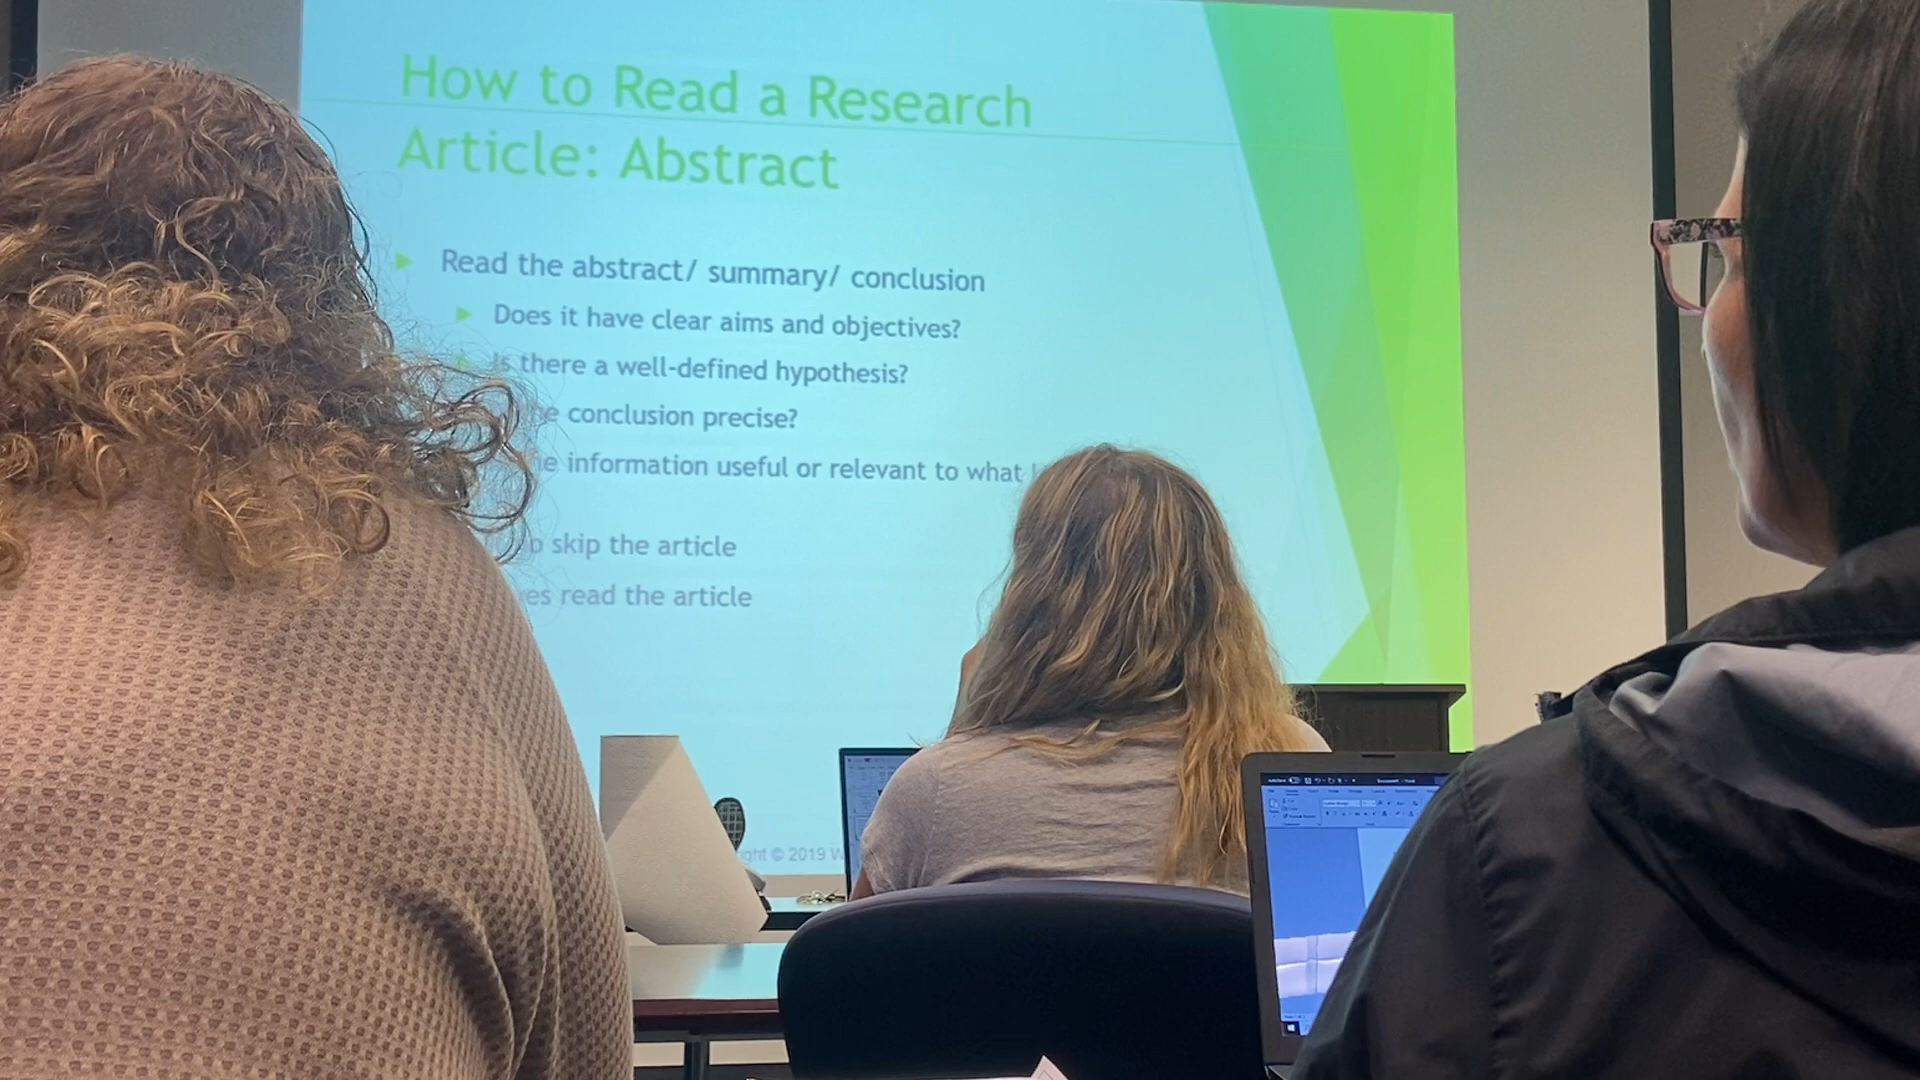 How to Read a Research
Article: Abstract
Read the abstract/ summary/ conclusion
Does it have clear aims and objectives?
Is there a well-defined hypothesis?
conclusion precise?
information useful or relevant to what
skip the article
read the article
© 2019